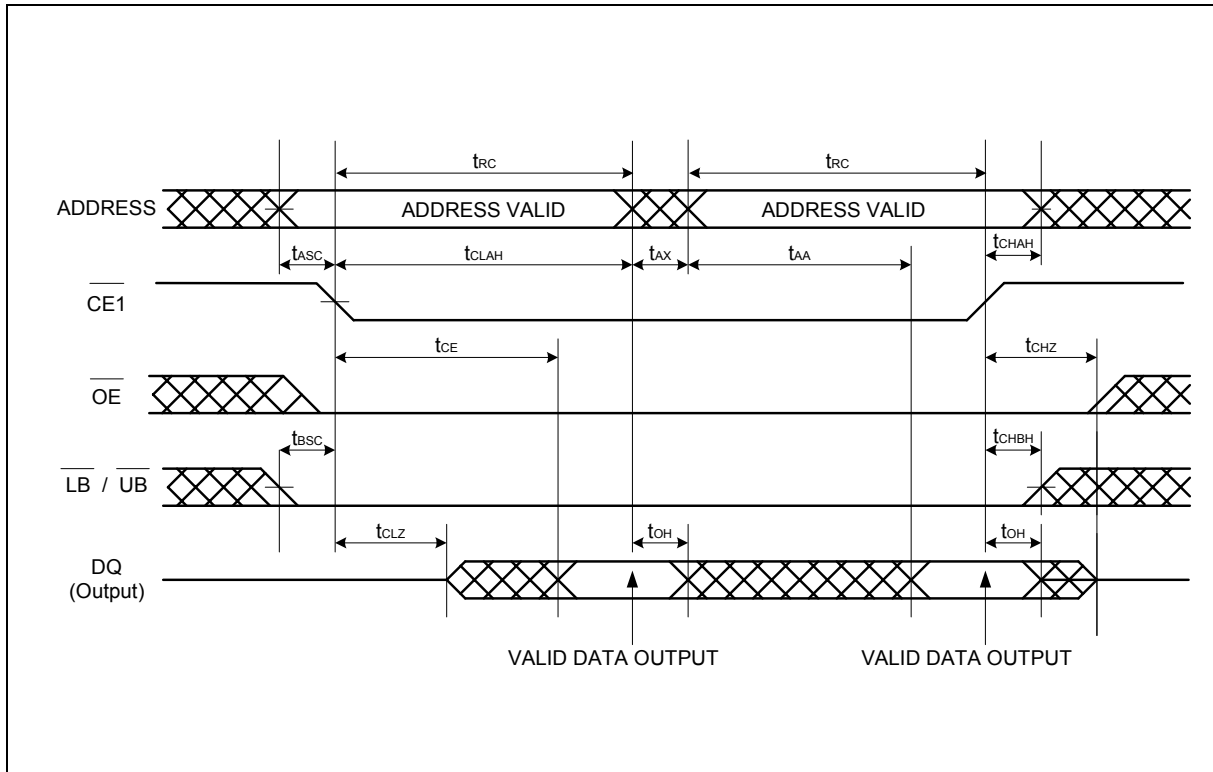 tRC tRC
ADDRESS ADDRESS VALID ADDRESS VALID
tASC tCLAH tAX tAA tCHAH
CE1
tCE tCHZ
OE
tBSC tCHBH
LB / UB
tCLZ tOH tOH
DQ
(Output)
VALID DATA OUTPUT VALID DATA OUTPUT